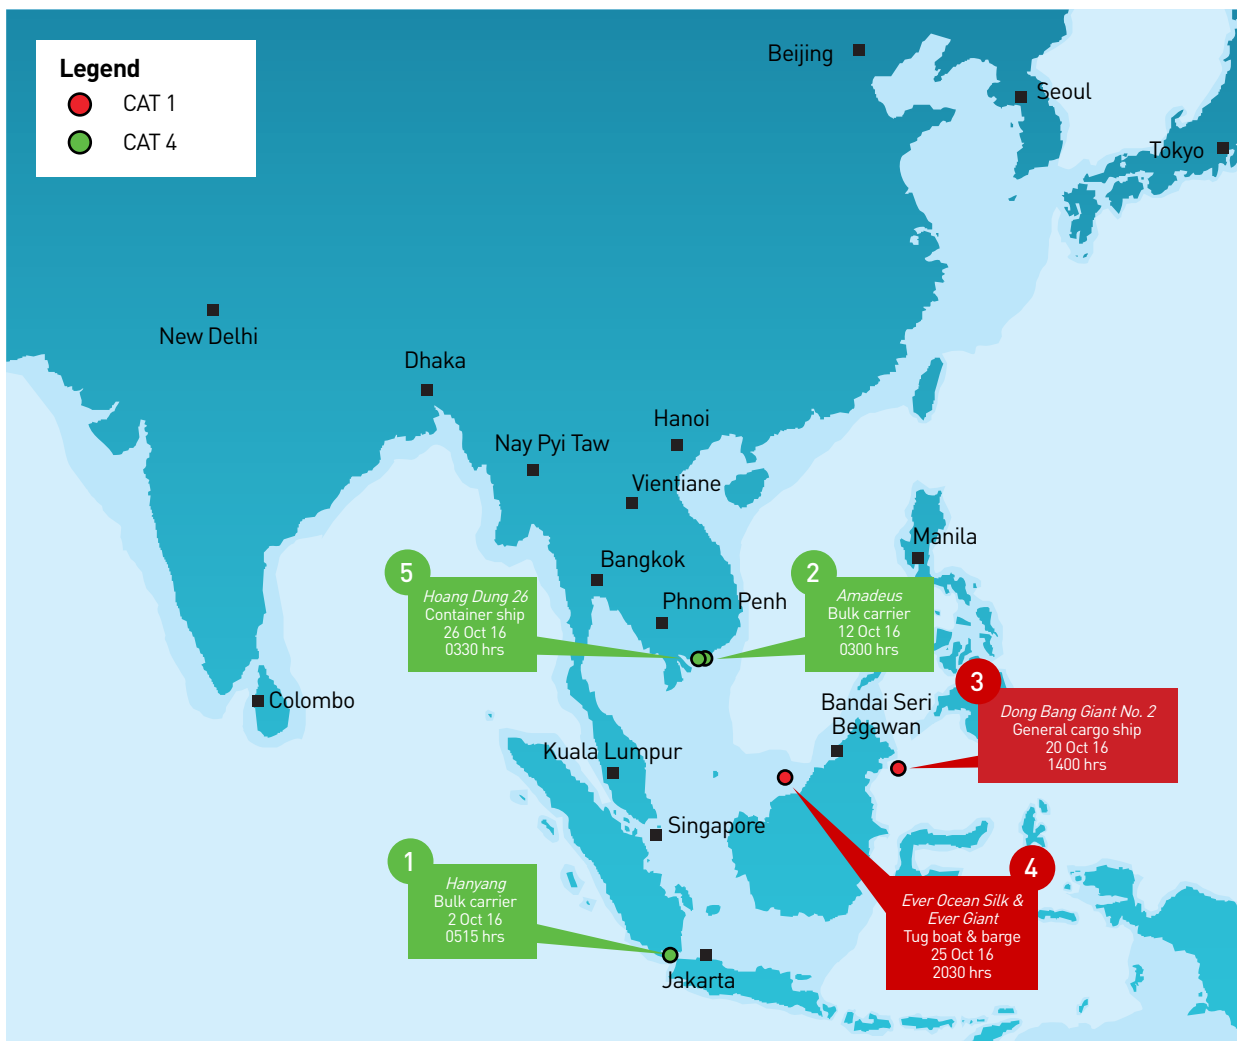 Legend
CAT 1
CAT 4
Beijing
Seoul
Tokyo
New Delhi
Dhaka
Hanoi
Nay Pyi Taw
Vientiane
Manila
Bangkok
Phnom Penh
5
Hoang Dung 26
Container ship
26 Oct 16
0330 hrs
2
Amadeus
Bulk carrier
12 Oct 16
0300 hrs
Colombo
3
Dong Bang Giant No. 2
General cargo ship
20 Oct 16
1400 hrs
Bandai Seri
Begawan
Kuala Lumpur
Singapore
1
Hanyang
Bulk carrier
2 Oct 16
0515 hrs
4
Ever Ocean Silk &
Ever Giant
Tug boat & barge
25 Oct 16
2030 hrs
Jakarta